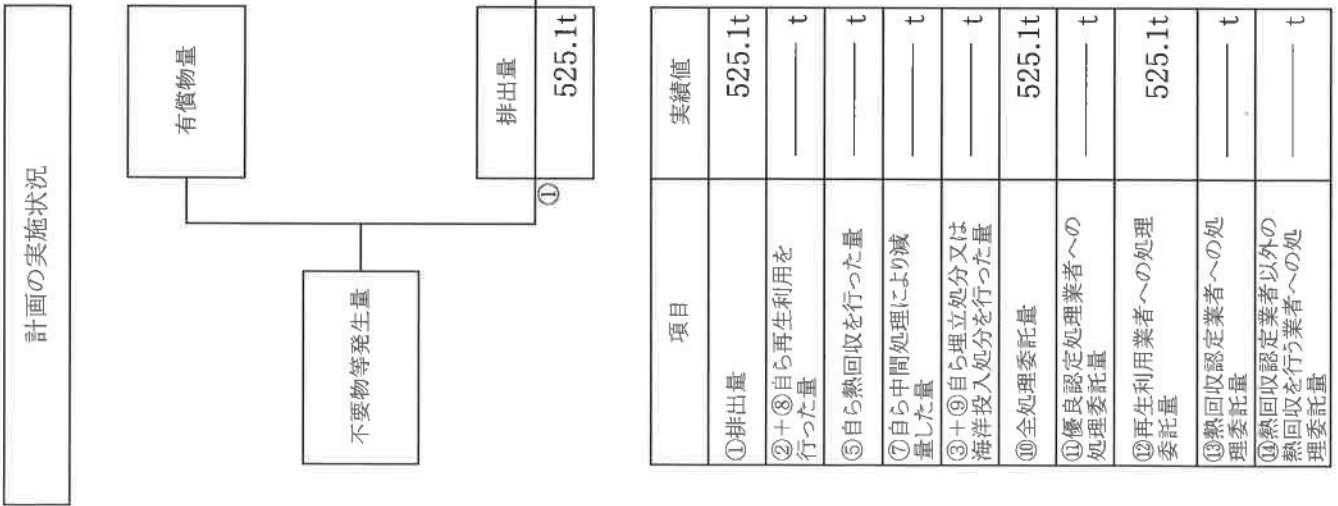 計画の実施状況
不要物等発生量
有償物量
①
排出量
525.1t
項目
実績値
①排出量
525.1t
②+⑧自ら再生利用を
行った量
— t
⑤自ら熱回収を行った量
— t
⑦自ら中間処理により減
量した量
— t
③+⑨自ら埋立処分又は
海洋投入処分を行った量
— t
⑩全処理委託量
525.1t
⑪優良認定処理業者への
処理委託量
— t
⑫再生利用業者への処理
委託量
525.1t
⑬熱回収認定業者への処
理委託量
— t
⑭熱回収認定業者以外の
熱回収を行う業者への処
理委託量
— t